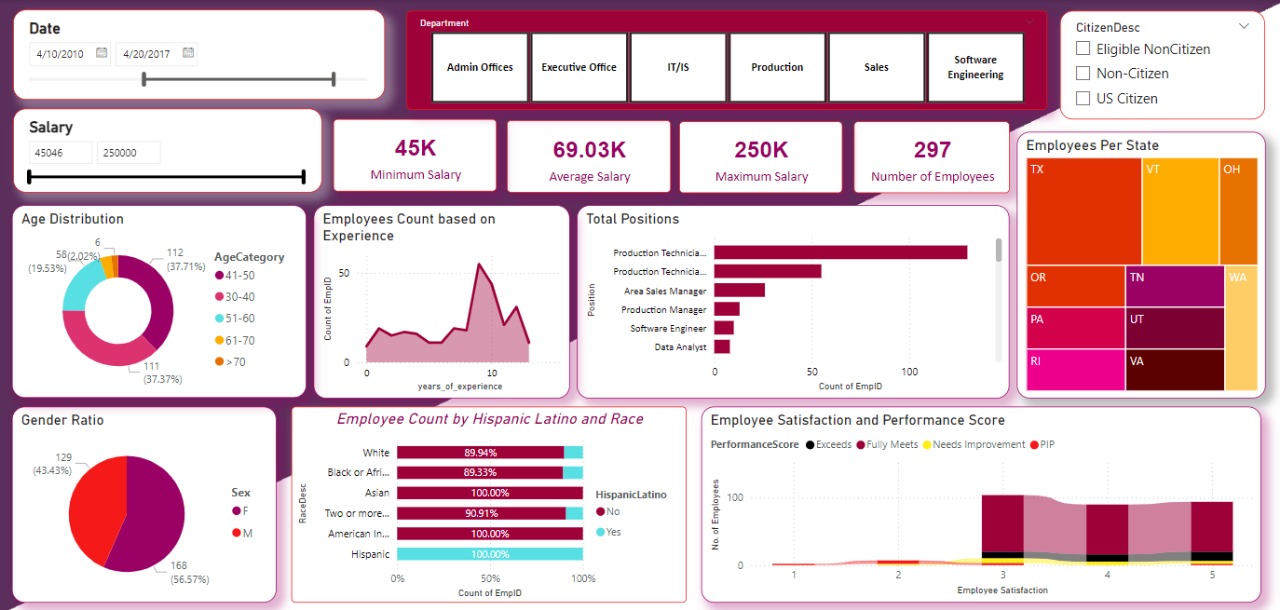 Date
4/10/2010
4/20/2017
Department
Admin Offices
Executive Office
IT/IS
Production
Sales
Software
Engineering
CitizenDesc
Eligible NonCitizen
Non-Citizen
US Citizen
Salary
45046
250000
45K
Minimum Salary
69.03K
Average Salary
250K
Maximum Salary
297
Number of Employees
Employees Per State
TX
VT
OH
OR
TN
WA
PA
UT
RI
VA
Age Distribution
6
(2.02%)
58
(19.53%)
112
(37.71%)
111
(37.37%)
AgeCategory
41-50
30-40
51-60
61-70
>70
Employees Count based on
Experience
Count of EmpID
50
0
0
10
years_of_experience
Total Positions
Position
Production Technicia...
Production Technicia...
Area Sales Manager
Production Manager
Software Engineer
Data Analyst
0
50
100
Count of EmpID
Gender Ratio
129
(43.43%)
168
(56.57%)
Sex
F
M
Employee Count by Hispanic Latino and Race
RaceDesc
White
89.94%
Black or Afri...
89.33%
Asian
100.00%
Two or more...
90.91%
American In...
100.00%
Hispanic
100.00%
0%
50%
100%
Count of EmpID
HispanicLatino
No
Yes
Employee Satisfaction and Performance Score
PerformanceScore
Exceeds
Fully Meets
Needs Improvement
PIP
No. of Employees
100
0
1
2
3
4
5
Employee Satisfaction